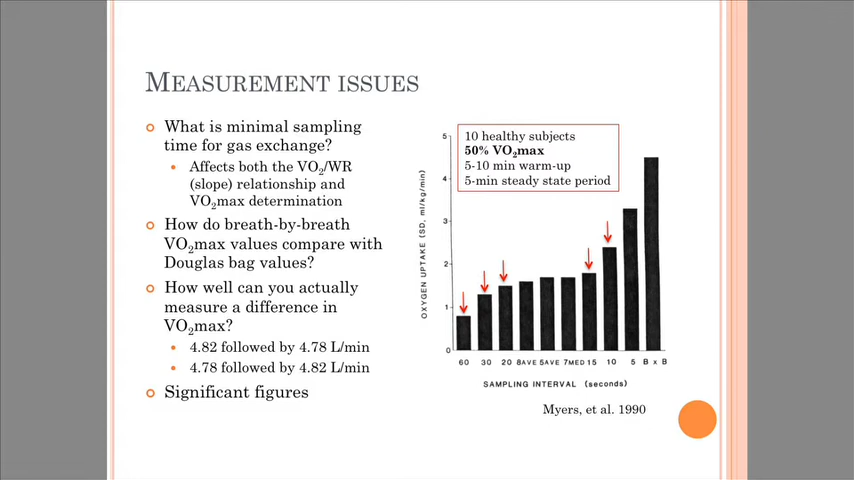 MEASUREMENT ISSUES
What is minimal sampling
time for gas exchange?
Affects both the VO₂/WR
(slope) relationship and
VO₂max determination
How do breath-by-breath
VO₂max values compare with
Douglas bag values?
How well can you actually
measure a difference in
VO₂max?
4.82 followed by 4.78 L/min
4.78 followed by 4.82 L/min
Significant figures
10 healthy subjects
50% VO₂max
5-10 min warm-up
5-min steady state period
OXYGEN UPTAKE (SD, ml/kg/min)
5
4
3
2
1
0
60 30 20 8AVE 5AVE 7MED 15 10 5 B x B
SAMPLING INTERVAL (seconds)
Myers, et al. 1990